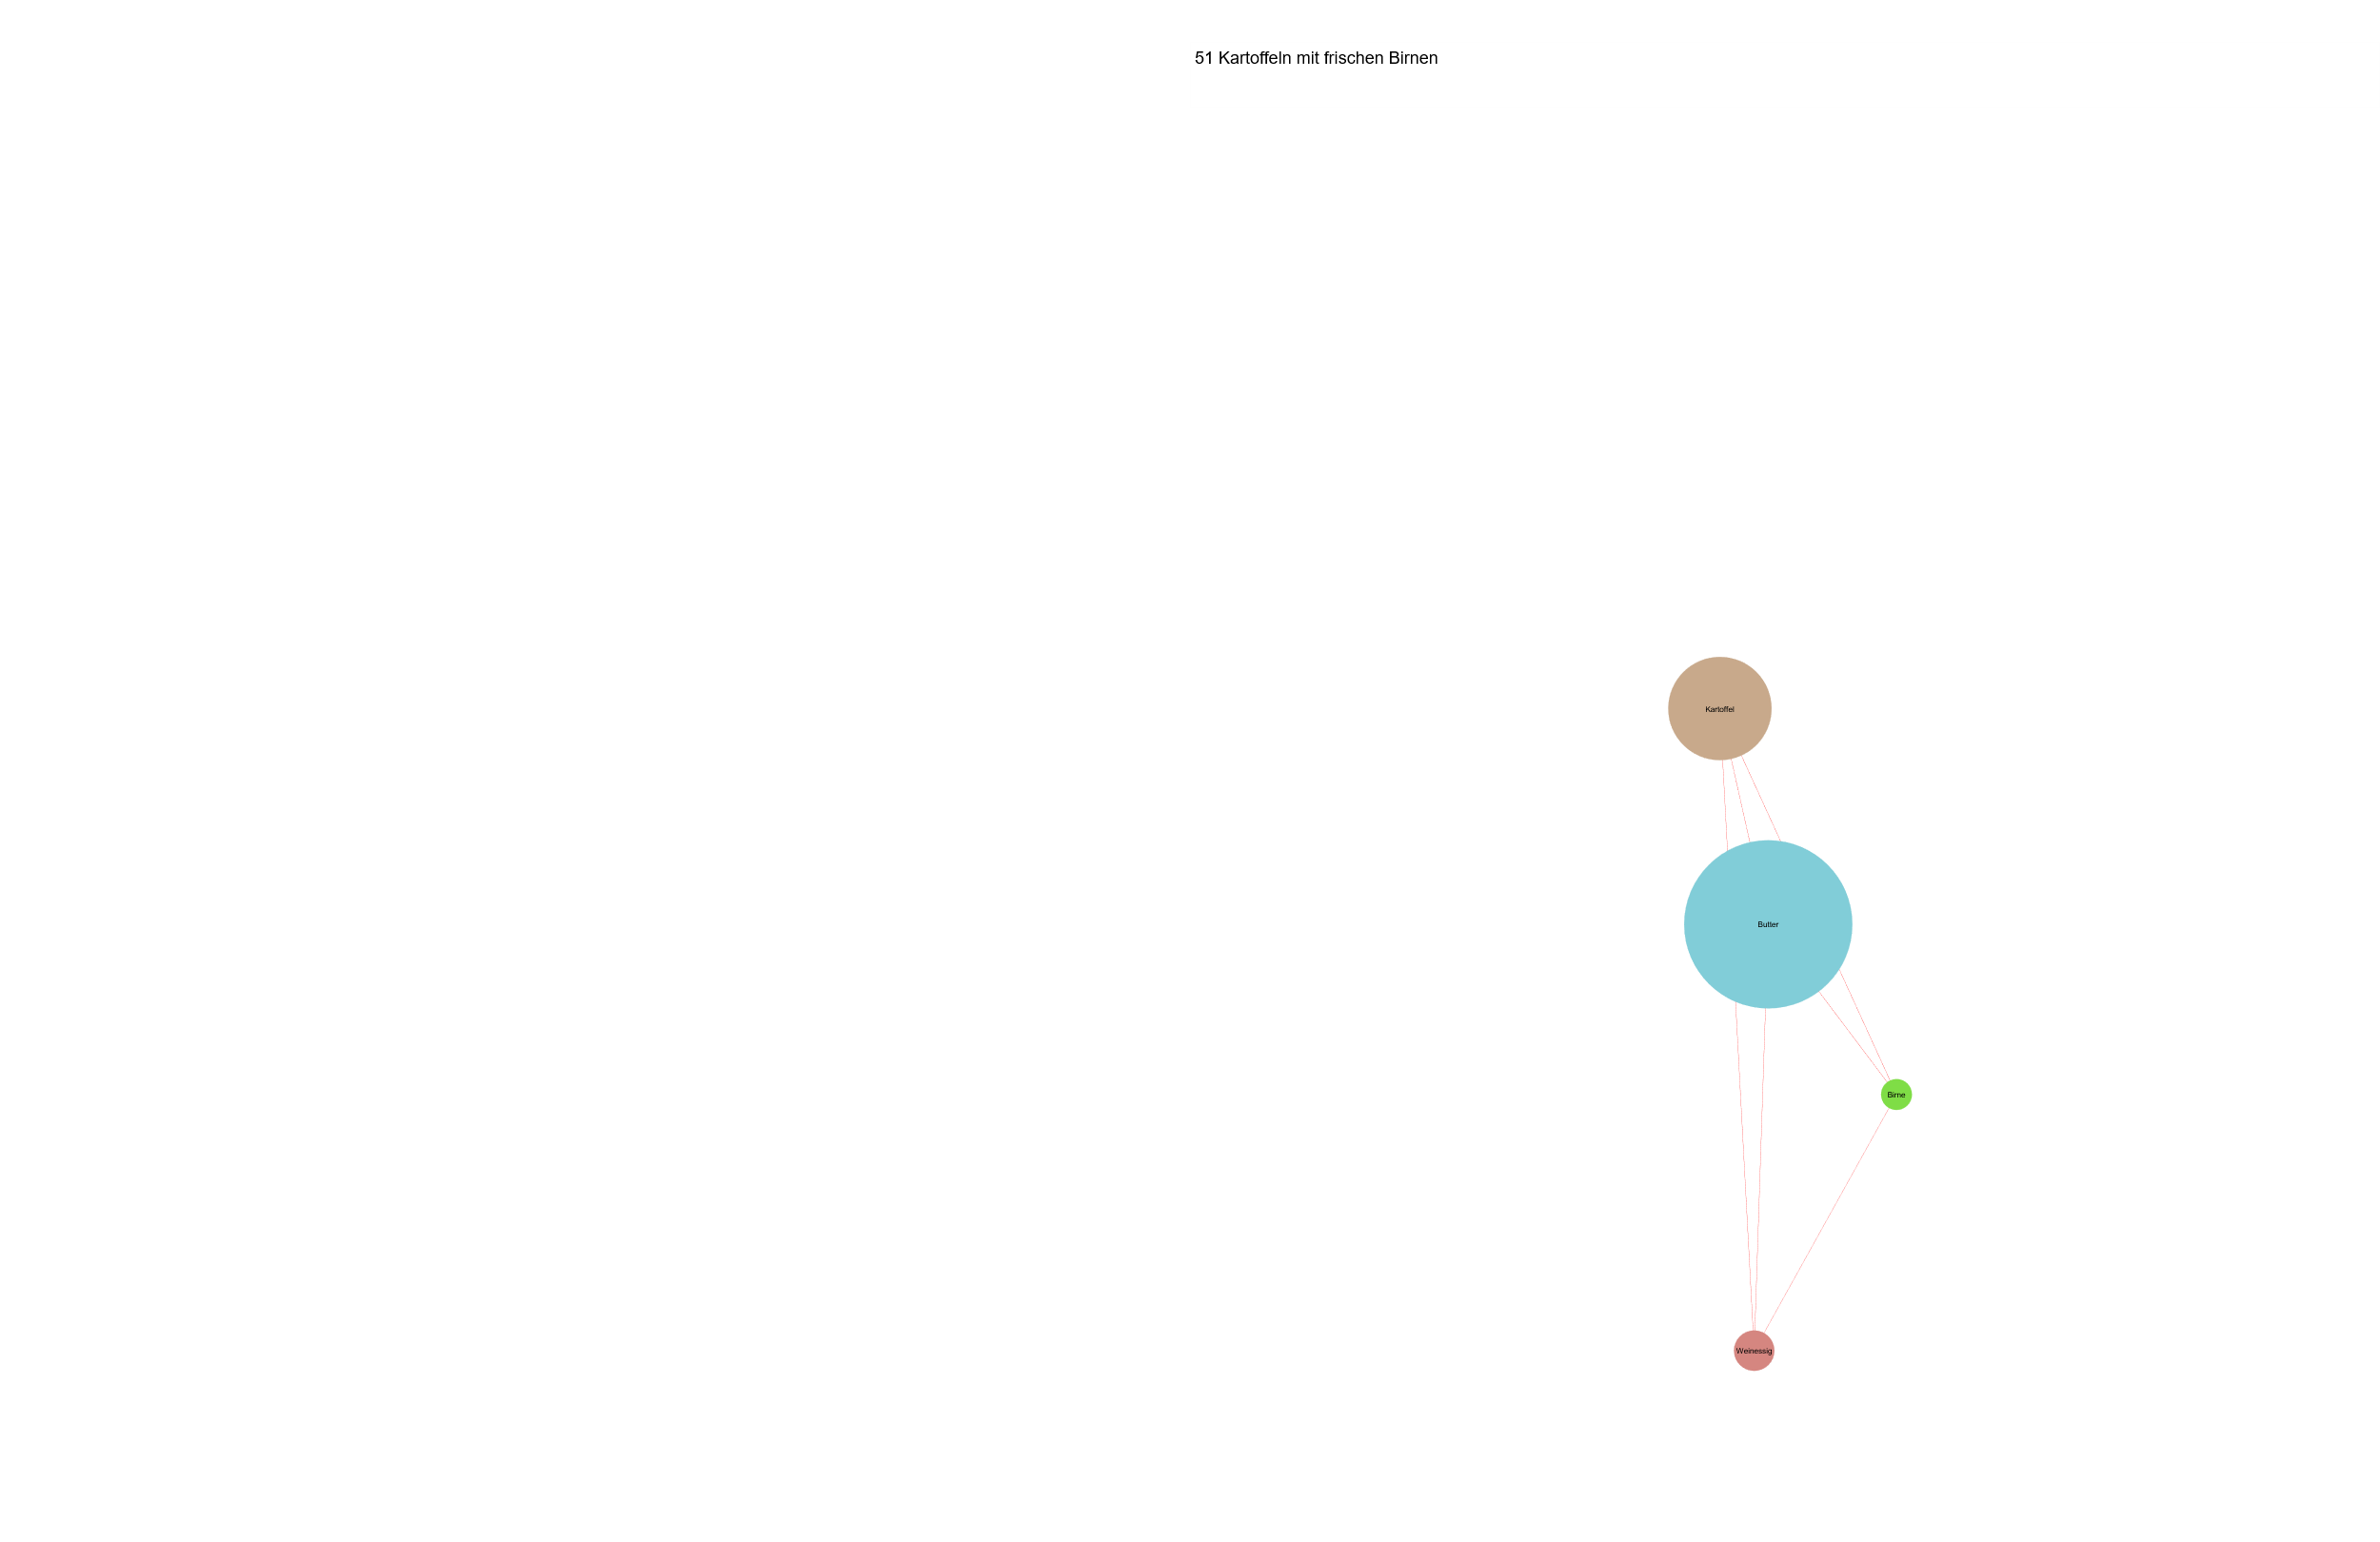 51 Kartoffeln mit frischen Birnen
Kartoffel
Butter
Birne
Weinessig